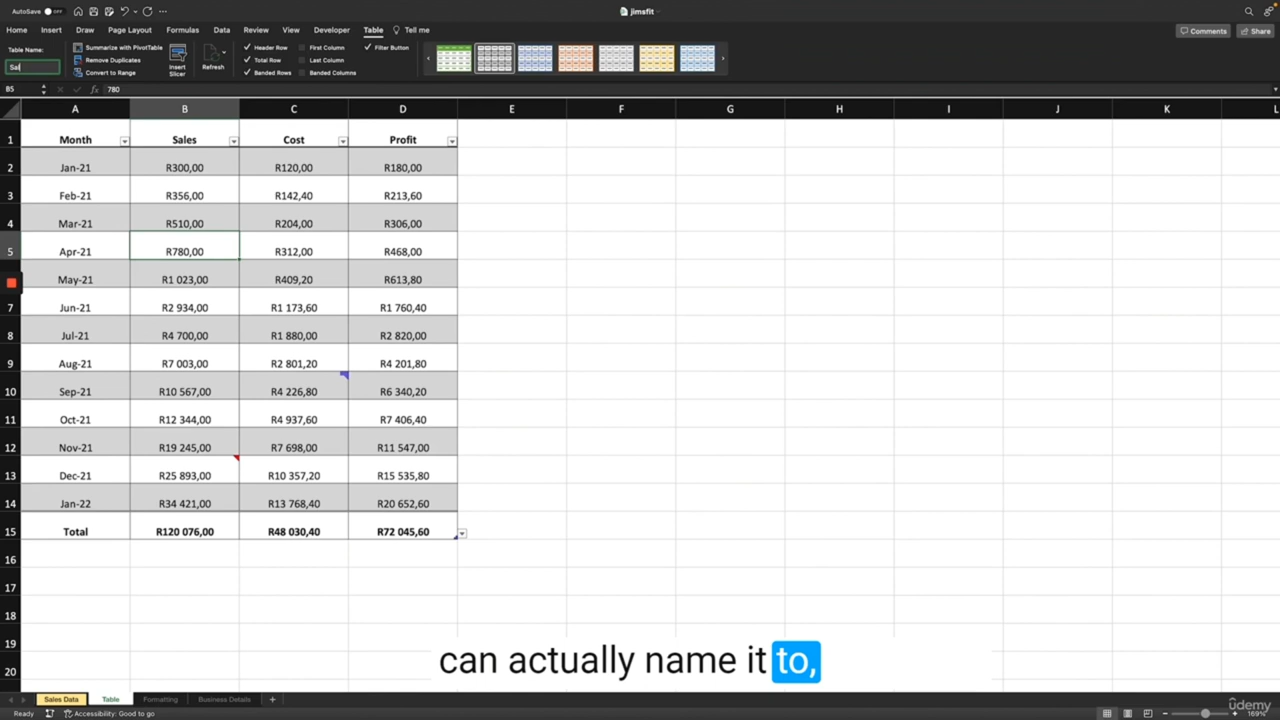 AutoSave OFF
jimsfit
Home Insert Draw Page Layout Formulas Data Review View Developer Table Tell me
Comments Share
Table Name:
Sal
Summarize with PivotTable
Remove Duplicates
Convert to Range
Insert Slicer
Refresh
Header Row First Column Filter Button
Total Row Last Column
Banded Rows Banded Columns
B5 fx 780
A B C D E F G H I J K L
1 Month Sales Cost Profit
2 Jan-21 R300,00 R120,00 R180,00
3 Feb-21 R356,00 R142,40 R213,60
4 Mar-21 R510,00 R204,00 R306,00
5 Apr-21 R780,00 R312,00 R468,00
May-21 R1 023,00 R409,20 R613,80
7 Jun-21 R2 934,00 R1 173,60 R1 760,40
8 Jul-21 R4 700,00 R1 880,00 R2 820,00
9 Aug-21 R7 003,00 R2 801,20 R4 201,80
10 Sep-21 R10 567,00 R4 226,80 R6 340,20
11 Oct-21 R12 344,00 R4 937,60 R7 406,40
12 Nov-21 R19 245,00 R7 698,00 R11 547,00
13 Dec-21 R25 893,00 R10 357,20 R15 535,80
14 Jan-22 R34 421,00 R13 768,40 R20 652,60
15 Total R120 076,00 R48 030,40 R72 045,60
16
17
18
19
20
can actually name it to,
Sales Data Table Formatting Business Details
Ready Accessibility: Good to go
169%
udemy